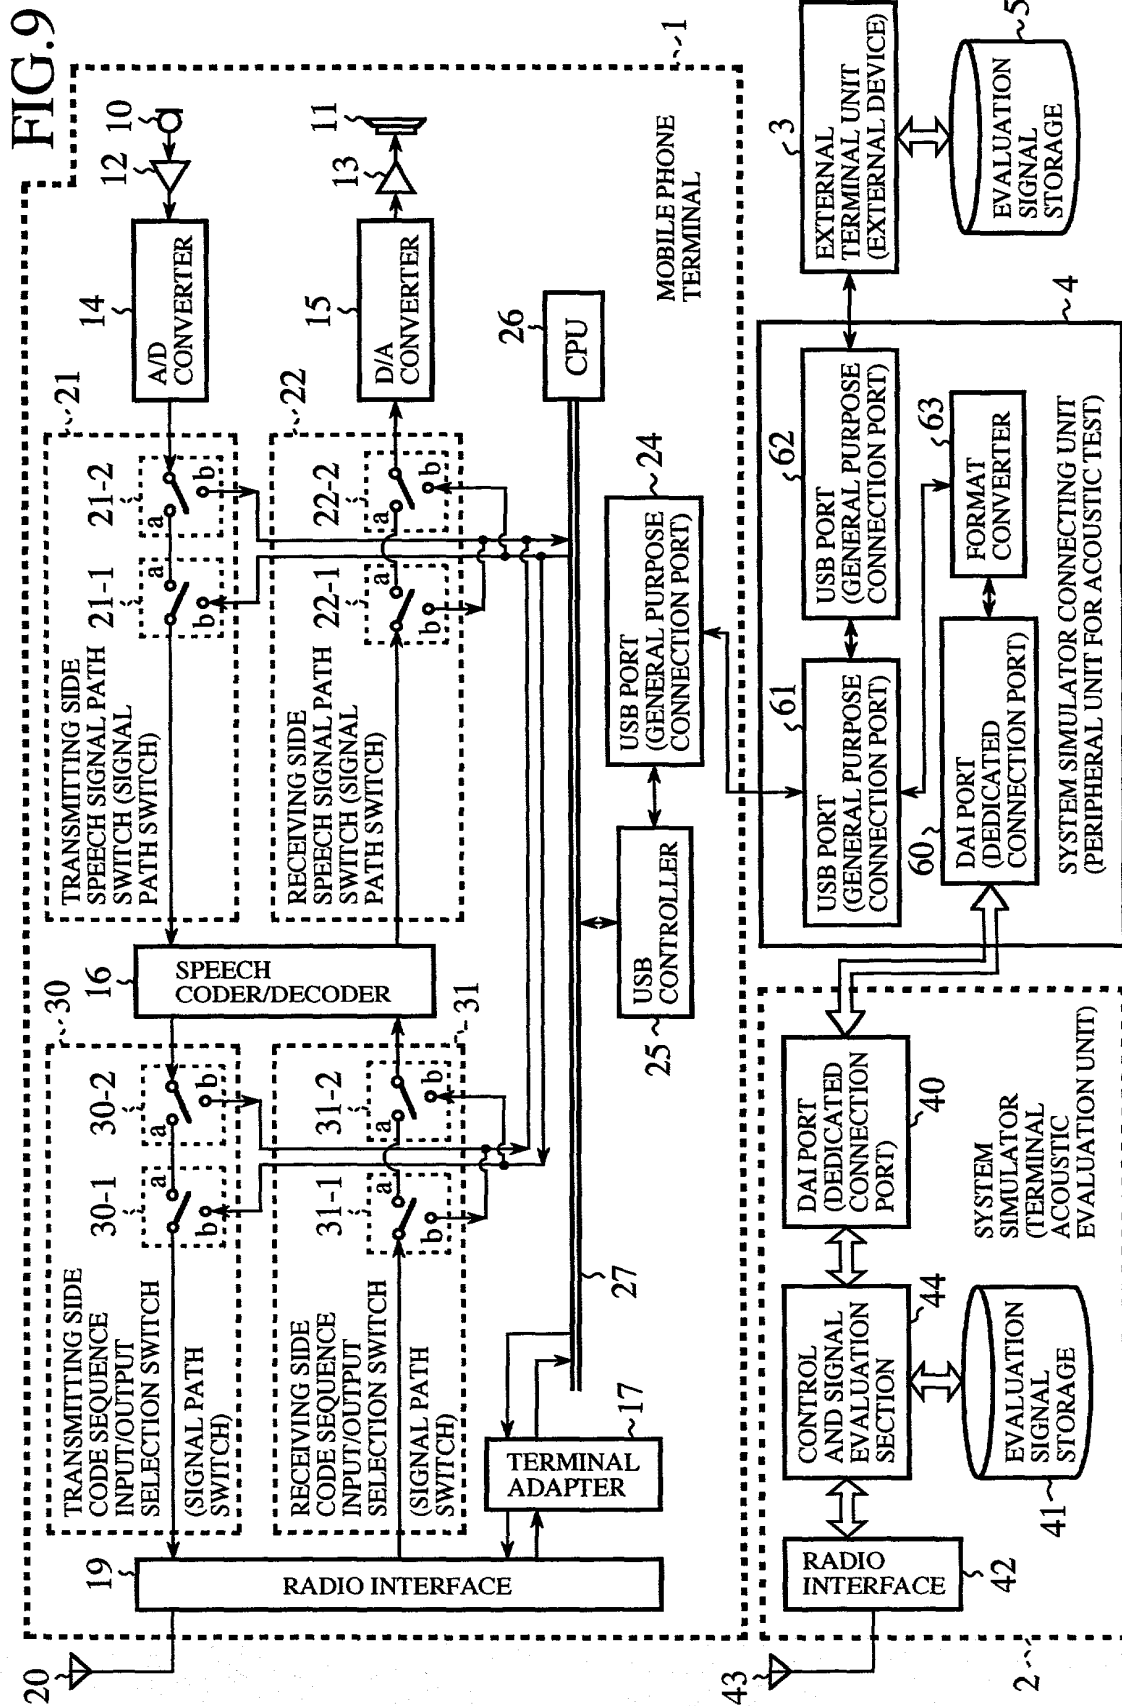 FIG.9
20
19
RADIO INTERFACE
TRANSMITTING SIDE
CODE SEQUENCE
INPUT/OUTPUT
SELECTION SWITCH
(SIGNAL PATH
SWITCH)
30
30-1
a
b
30-2
a
b
RECEIVING SIDE
CODE SEQUENCE
INPUT/OUTPUT
SELECTION SWITCH
(SIGNAL PATH
SWITCH)
31
31-1
a
b
31-2
a
b
16
SPEECH
CODER/DECODER
TRANSMITTING SIDE
SPEECH SIGNAL PATH
SWITCH (SIGNAL
PATH SWITCH)
21
21-1
a
b
21-2
a
b
RECEIVING SIDE
SPEECH SIGNAL PATH
SWITCH (SIGNAL
PATH SWITCH)
22
22-1
a
b
22-2
a
b
14
A/D
CONVERTER
12
10
15
D/A
CONVERTER
13
11
17
TERMINAL
ADAPTER
27
26
CPU
25
USB
CONTROLLER
24
USB PORT
(GENERAL PURPOSE
CONNECTION PORT)
MOBILE PHONE
TERMINAL
1
43
42
RADIO
INTERFACE
2
44
CONTROL
AND SIGNAL
EVALUATION
SECTION
41
EVALUATION
SIGNAL
STORAGE
40
DAI PORT
(DEDICATED
CONNECTION
PORT)
SYSTEM
SIMULATOR
(TERMINAL
ACOUSTIC
EVALUATION UNIT)
61
USB PORT
(GENERAL PURPOSE
CONNECTION PORT)
62
USB PORT
(GENERAL PURPOSE
CONNECTION PORT)
60
DAI PORT
(DEDICATED
CONNECTION PORT)
63
FORMAT
CONVERTER
SYSTEM SIMULATOR CONNECTING UNIT
(PERIPHERAL UNIT FOR ACOUSTIC TEST)
4
3
EXTERNAL
TERMINAL UNIT
(EXTERNAL DEVICE)
5
EVALUATION
SIGNAL
STORAGE